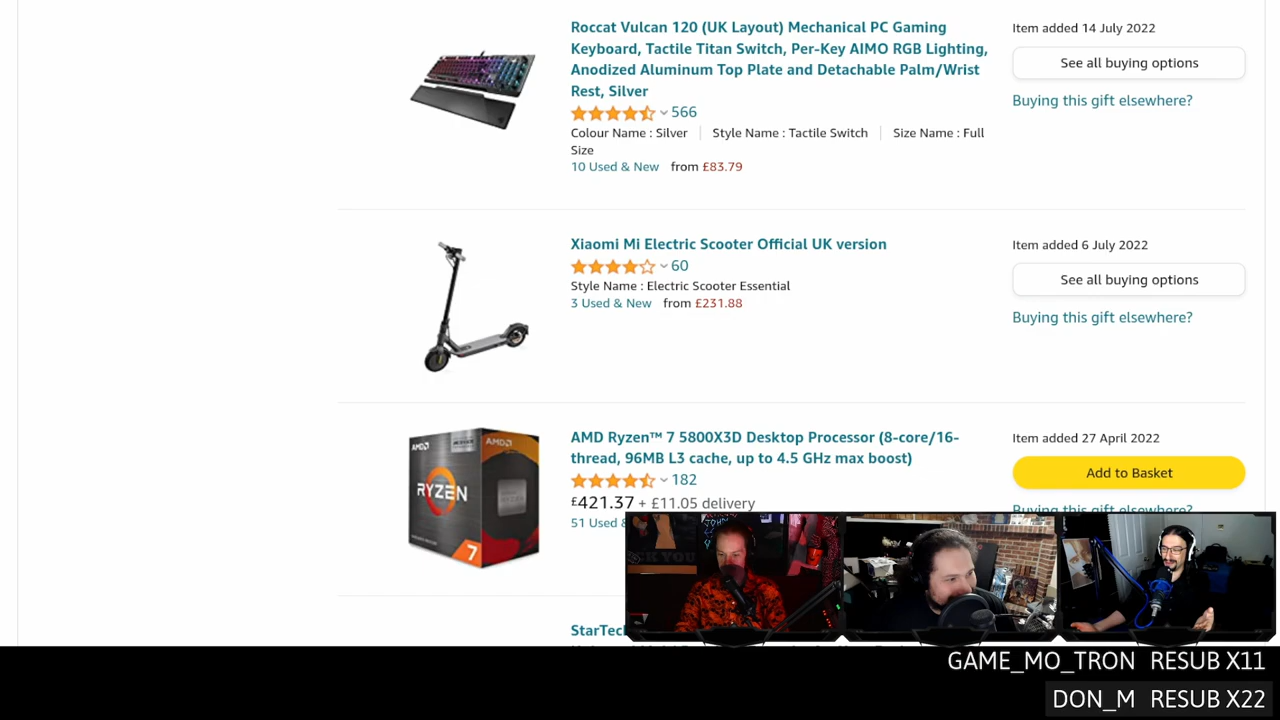 Roccat Vulcan 120 (UK Layout) Mechanical PC Gaming
Keyboard, Tactile Titan Switch, Per-Key AIMO RGB Lighting,
Anodized Aluminum Top Plate and Detachable Palm/Wrist
Rest, Silver
566
Colour Name : Silver | Style Name : Tactile Switch | Size Name : Full
Size
10 Used & New from £83.79
Item added 14 July 2022
See all buying options
Buying this gift elsewhere?
Xiaomi Mi Electric Scooter Official UK version
60
Style Name : Electric Scooter Essential
3 Used & New from £231.88
Item added 6 July 2022
See all buying options
Buying this gift elsewhere?
AMD
AMD
RYZEN
7
AMD Ryzen™ 7 5800X3D Desktop Processor (8-core/16-
thread, 96MB L3 cache, up to 4.5 GHz max boost)
182
£421.37 + £11.05 delivery
51 Used &
Item added 27 April 2022
Add to Basket
Buying this gift elsewhere?
StarTec
GAME_MO_TRON RESUB X11
DON_M RESUB X22